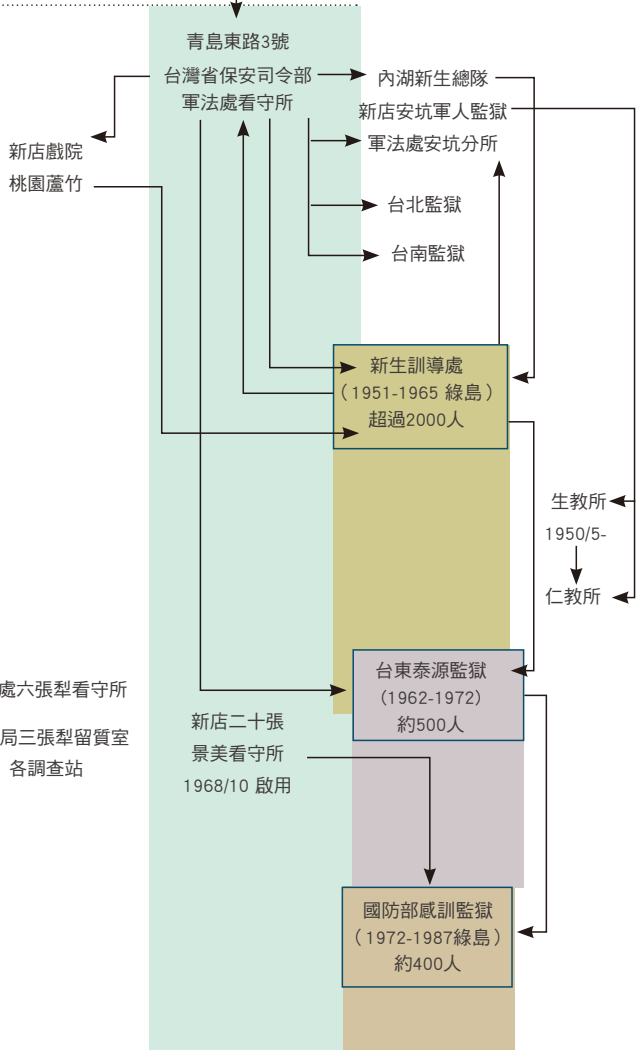 青島東路3號
台灣省保安司令部
軍法處看守所
內湖新生總隊
新店安坑軍人監獄
軍法處安坑分所
台北監獄
台南監獄
新店戲院
桃園蘆竹
新生訓導處
（1951-1965 綠島）
超過2000人
生教所
1950/5-
仁教所
台東泰源監獄
(1962-1972)
約500人
處六張犁看守所
局三張犁留質室
各調查站
新店二十張
景美看守所
1968/10 啟用
國防部感訓監獄
（1972-1987綠島）
約400人